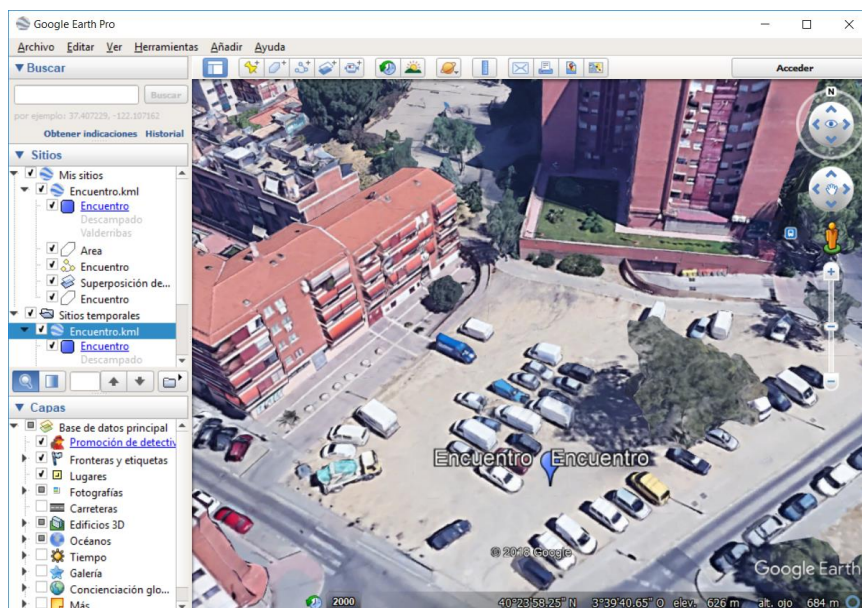 Google Earth Pro
Archivo Editar Ver Herramientas Añadir Ayuda
Buscar
Acceder
Buscar
por ejemplo: 37.407229, -122.107162
Obtener indicaciones Historial
Sitios
Mis sitios
Encuentro.kml
Encuentro
Descampado
Valderribas
Area
Encuentro
Superposición de...
Encuentro
Sitios temporales
Encuentro.kml
Encuentro
Descampado
Capas
Base de datos principal
Promoción de detectiv
Fronteras y etiquetas
Lugares
Fotografías
Carreteras
Edificios 3D
Océanos
Tiempo
Galería
Concienciación glo...
Más
N
Encuentro Encuentro
© 2018 Google
Google Earth
2000 40°23'58.25" N 3°39'40.65" O elev. 626 m alt. ojo 684 m